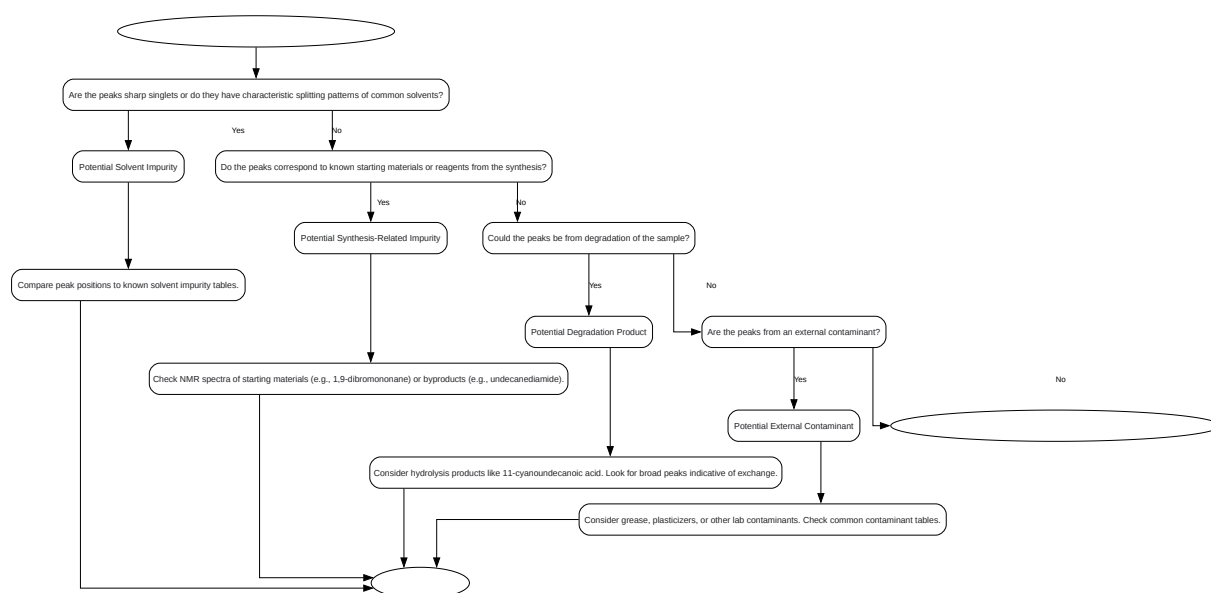 Are the peaks sharp singlets or do they have characteristic splitting patterns of common solvents?
Yes
No
Potential Solvent Impurity
Do the peaks correspond to known starting materials or reagents from the synthesis?
Yes
No
Potential Synthesis-Related Impurity
Could the peaks be from degradation of the sample?
Compare peak positions to known solvent impurity tables.
Yes
No
Potential Degradation Product
Are the peaks from an external contaminant?
Check NMR spectra of starting materials (e.g., 1,9-dibromononane) or byproducts (e.g., undecanediamide).
Yes
No
Potential External Contaminant
Consider hydrolysis products like 11-cyanoundecanoic acid. Look for broad peaks indicative of exchange.
Consider grease, plasticizers, or other lab contaminants. Check common contaminant tables.